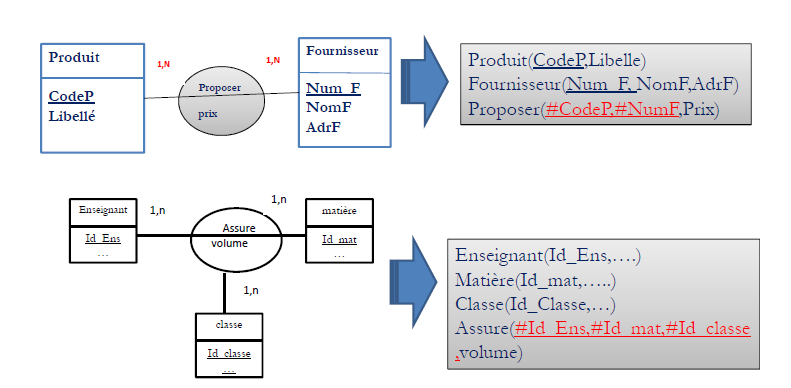 Produit
CodeP
Libellé
1,N
Proposer
prix
1,N
Fournisseur
Num_F
NomF
AdrF
Produit(CodeP,Libelle)
Fournisseur(Num_F, NomF,AdrF)
Proposer(#CodeP,#NumF,Prix)
Enseignant
Id_Ens
...
1,n
Assure
volume
1,n
matière
Id_mat
...
1,n
classe
Id_classe
...
Enseignant(Id_Ens,….)
Matière(Id_mat,…..)
Classe(Id_Classe,…)
Assure(#Id_Ens,#Id_mat,#Id_classe
,volume)